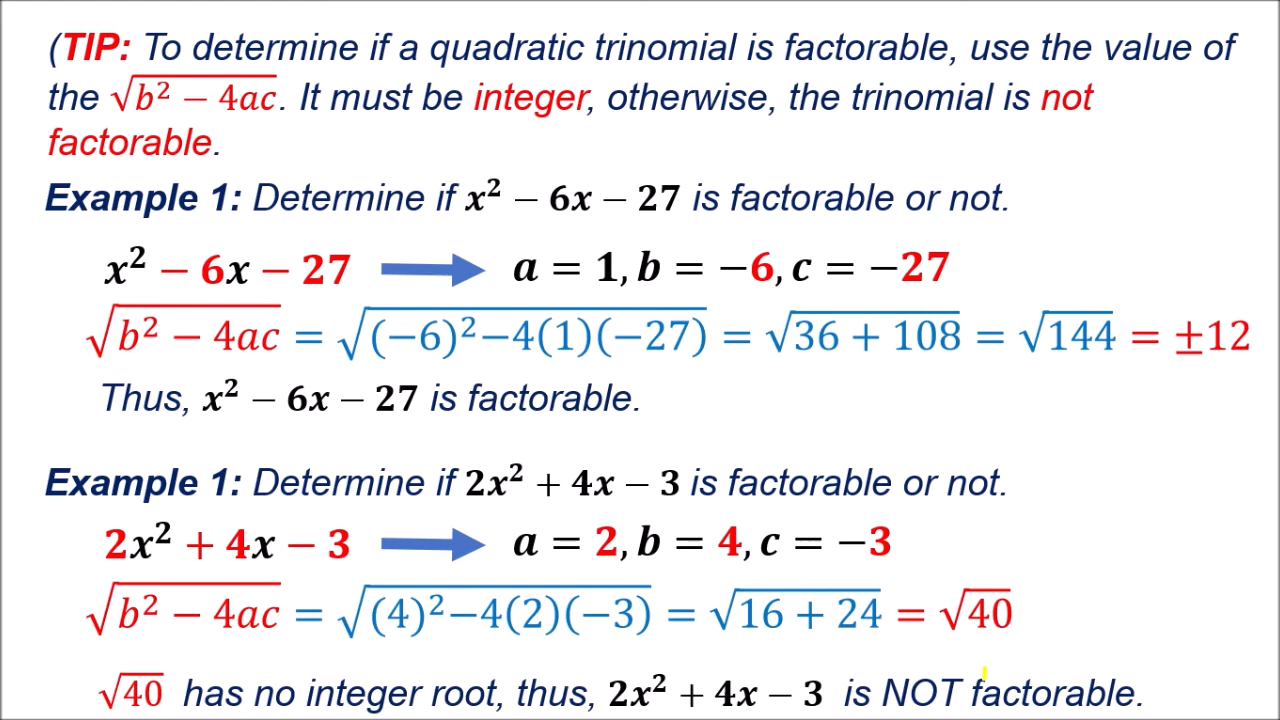 (TIP: To determine if a quadratic trinomial is factorable, use the value of
the √(b² − 4ac). It must be integer, otherwise, the trinomial is not
factorable.
Example 1: Determine if x² − 6x − 27 is factorable or not.
x² − 6x − 27 → a = 1, b = −6, c = −27
√(b² − 4ac) = √((−6)²−4(1)(−27)) = √(36 + 108) = √144 = ±12
Thus, x² − 6x − 27 is factorable.
Example 1: Determine if 2x² + 4x − 3 is factorable or not.
2x² + 4x − 3 → a = 2, b = 4, c = −3
√(b² − 4ac) = √((4)²−4(2)(−3)) = √(16 + 24) = √40
√40 has no integer root, thus, 2x² + 4x − 3 is NOT factorable.